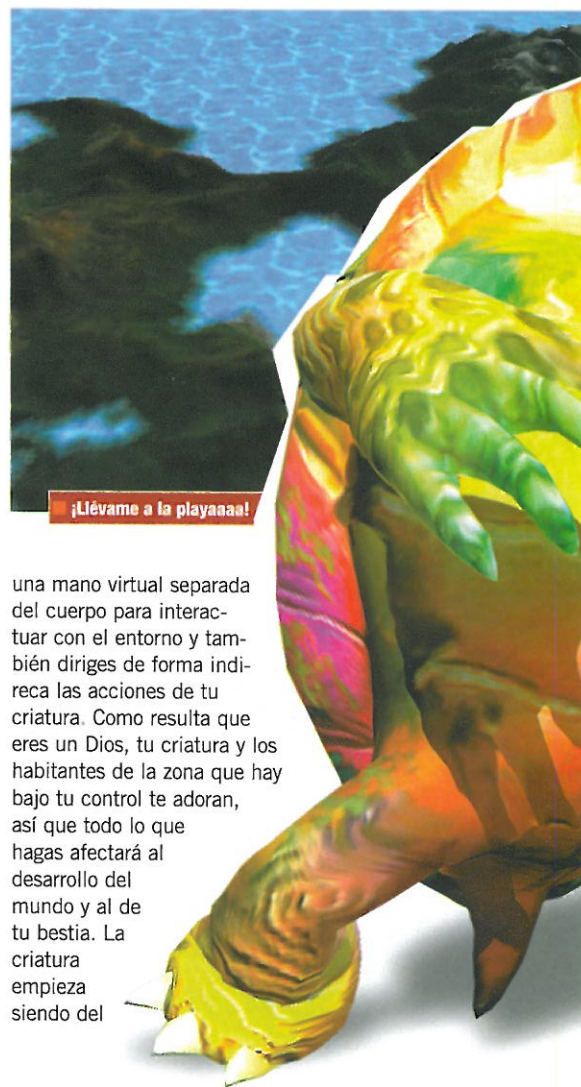 ¡Llévame a la playaaaa!
una mano virtual separada
del cuerpo para interac-
tuar con el entorno y tam-
bién diriges de forma indi-
reca las acciones de tu
criatura. Como resulta que
eres un Dios, tu criatura y los
habitantes de la zona que hay
bajo tu control te adoran,
así que todo lo que
hagas afectará al
desarrollo del
mundo y al de
tu bestia. La
criatura
empieza
siendo del